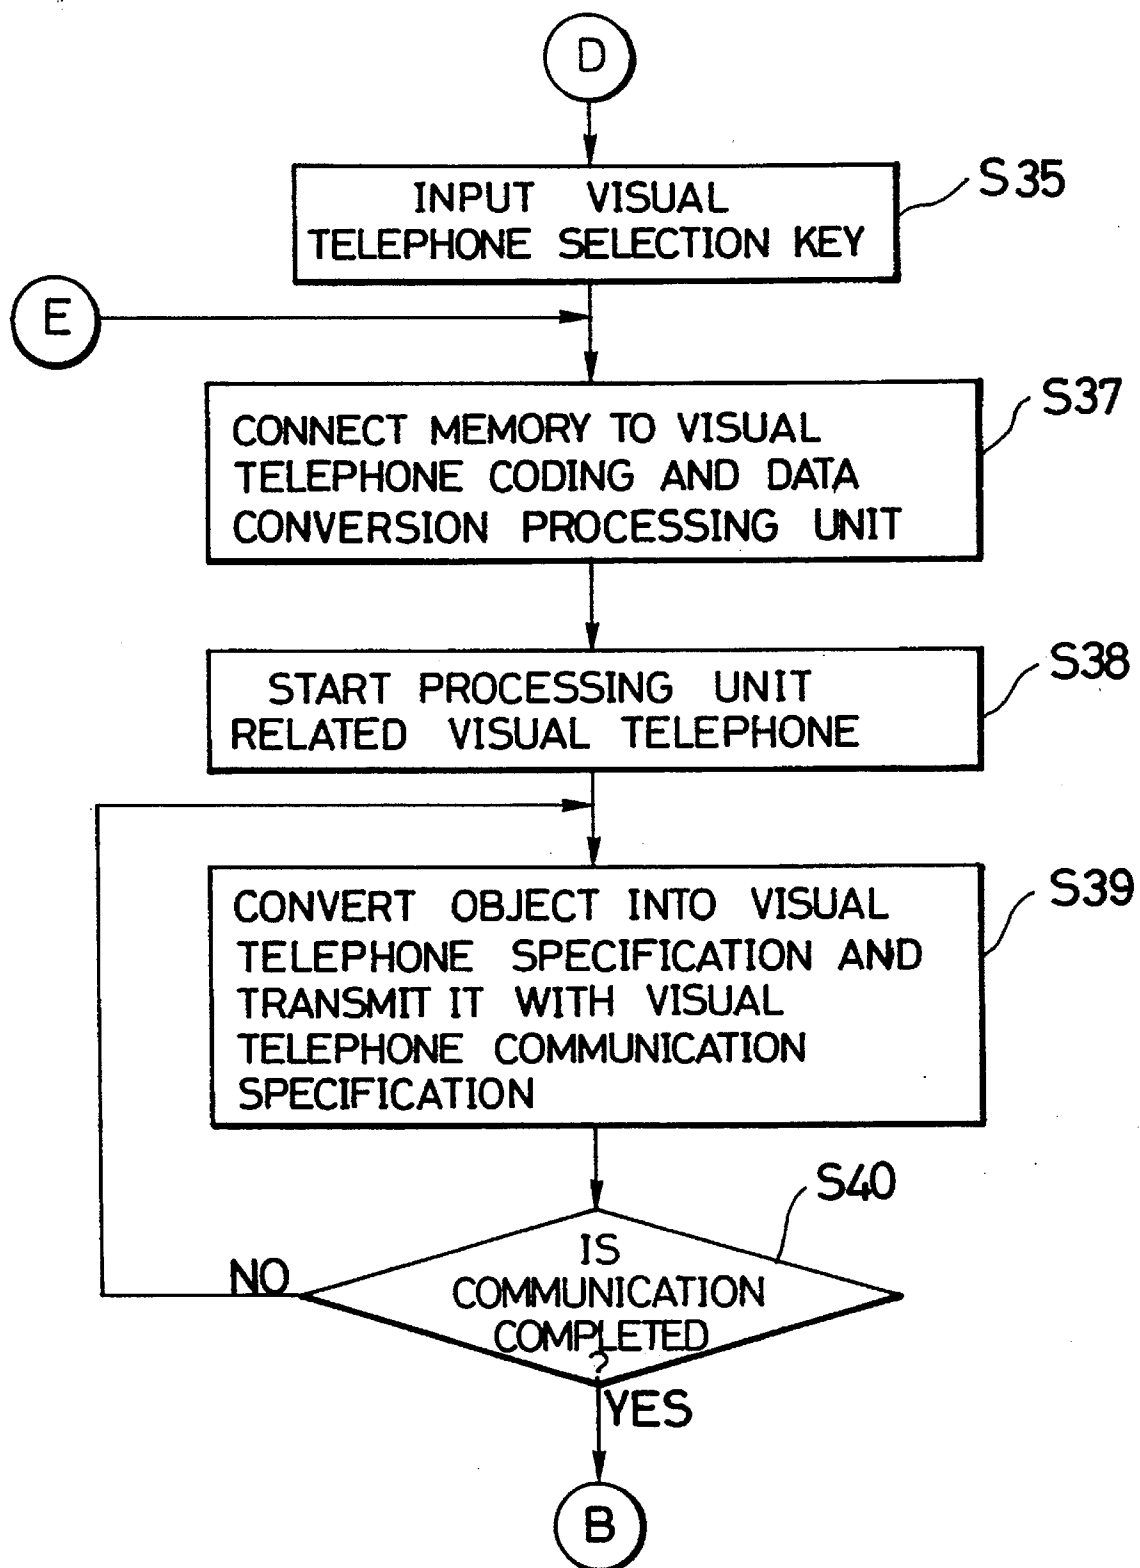 D
INPUT VISUAL
TELEPHONE SELECTION KEY
S35
E
CONNECT MEMORY TO VISUAL
TELEPHONE CODING AND DATA
CONVERSION PROCESSING UNIT
S37
START PROCESSING UNIT
RELATED VISUAL TELEPHONE
S38
CONVERT OBJECT INTO VISUAL
TELEPHONE SPECIFICATION AND
TRANSMIT IT WITH VISUAL
TELEPHONE COMMUNICATION
SPECIFICATION
S39
S40
IS
COMMUNICATION
COMPLETED
?
NO
YES
B